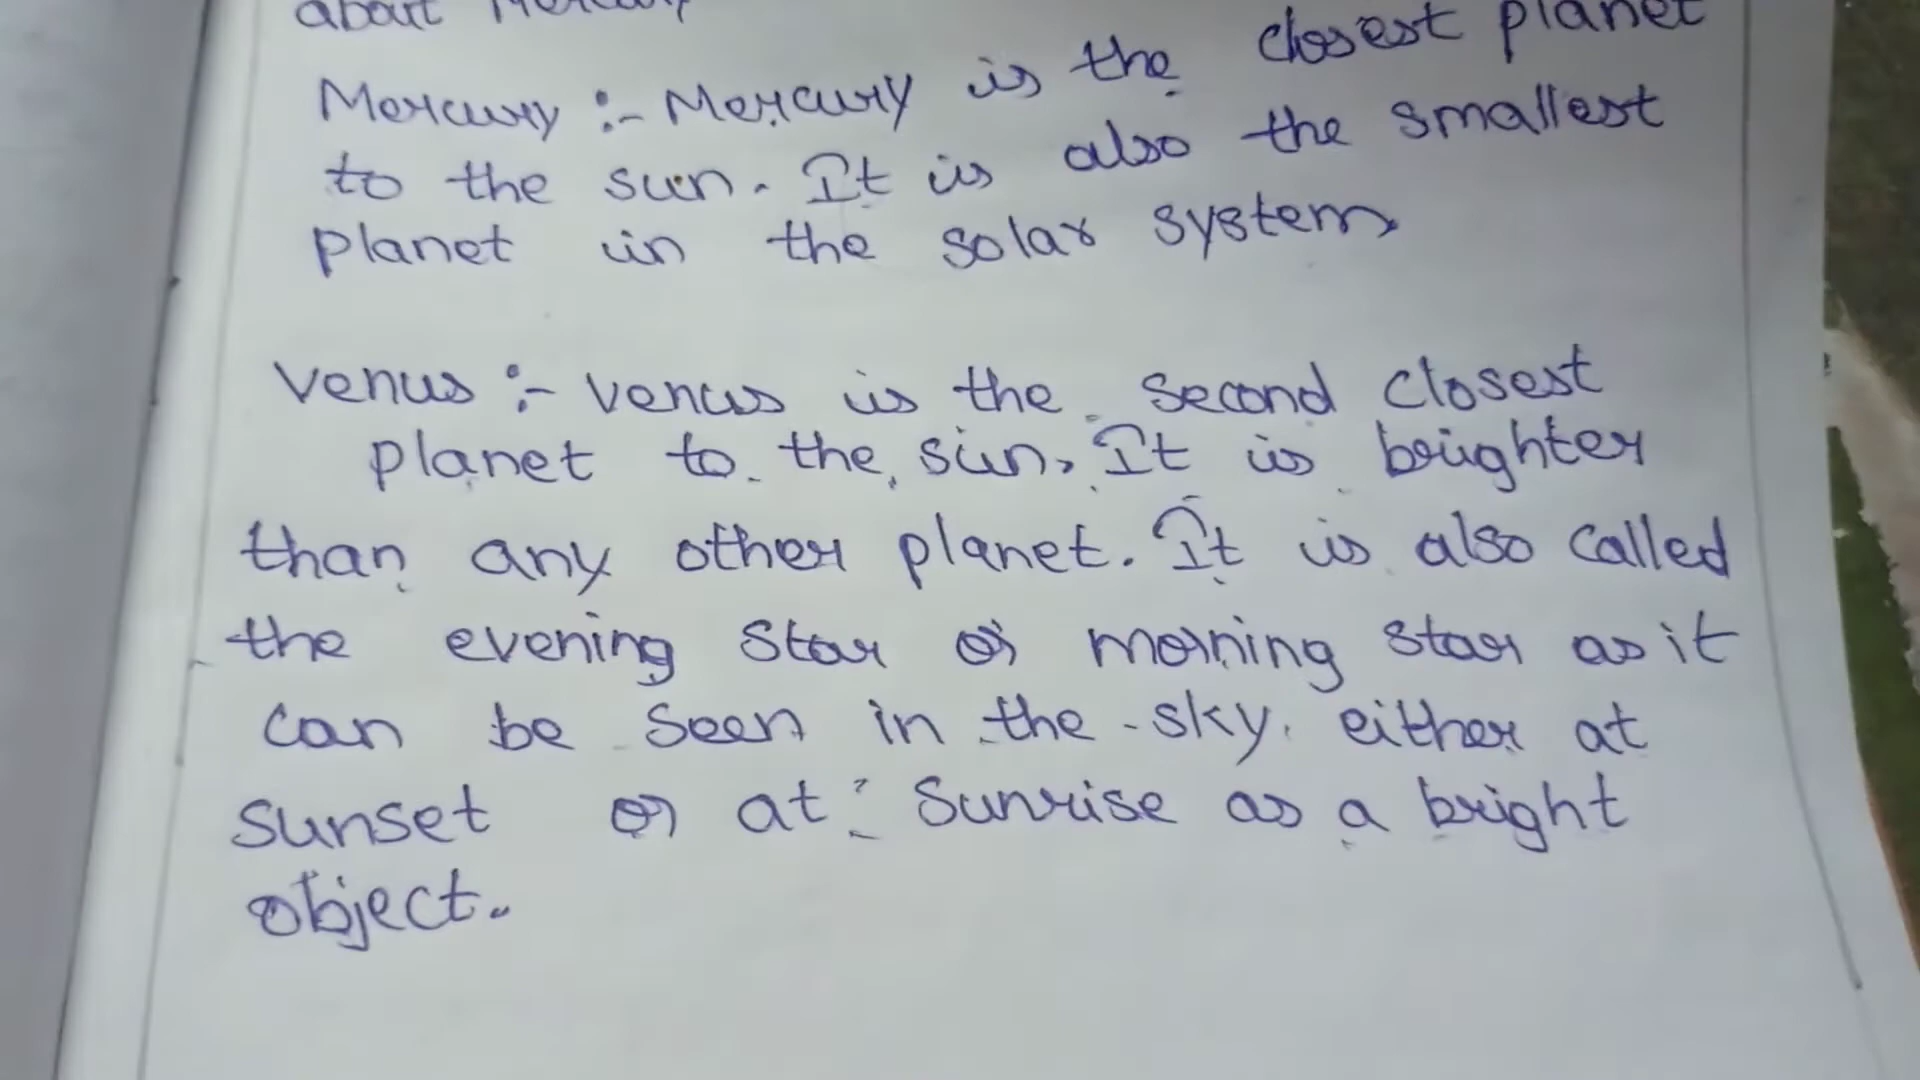 about Mercury
Mercury :- Mercury is the closest planet
to the sun. It is also the smallest
planet in the solar system,
Venus :- Venus is the second closest
planet to the sun, It is brighter
than any other planet. It is also called
the evening star or morning star as it
can be seen in the sky. either at
sunset or at sunrise as a bright
object.